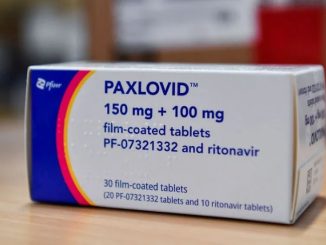 Pfizer
PAXLOVID™
150 mg + 100 mg
film-coated tablets
PF-07321332 and ritonavir
30 film-coated tablets
(20 PF-07321332 and 10 ritonavir tablets)